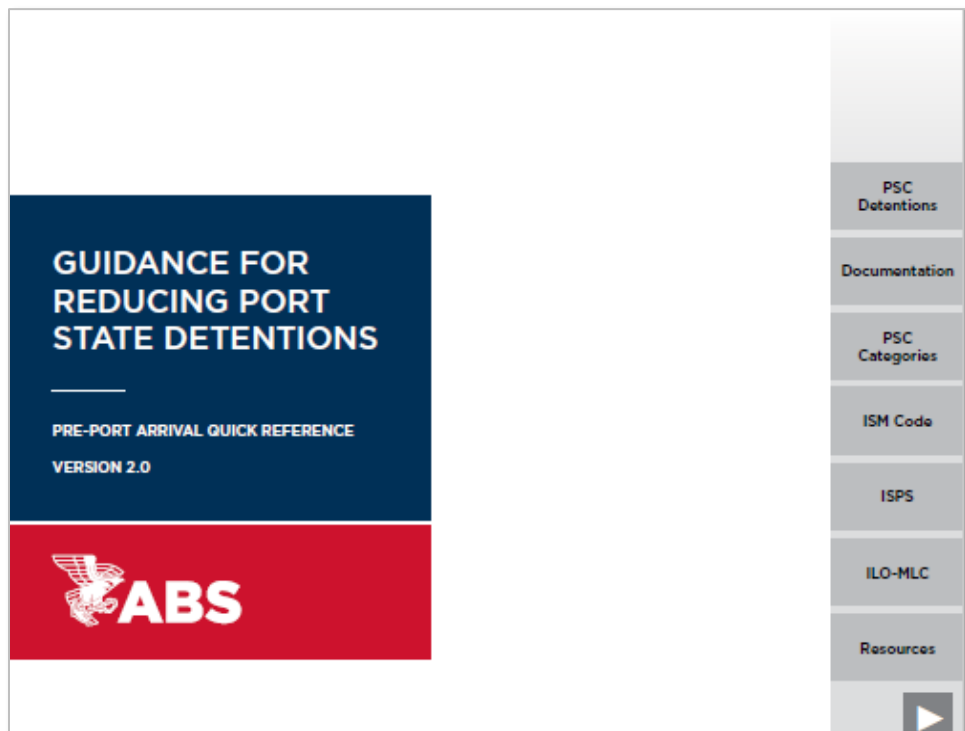 GUIDANCE FOR
REDUCING PORT
STATE DETENTIONS
PRE-PORT ARRIVAL QUICK REFERENCE
VERSION 2.0
ABS
PSC
Detentions
Documentation
PSC
Categories
ISM Code
ISPS
ILO-MLC
Resources